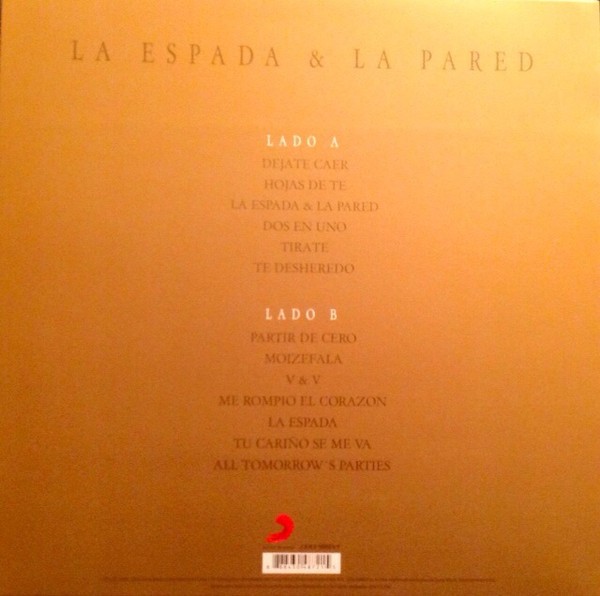 LA ESPADA & LA PARED
LADO A
DEJATE CAER
HOJAS DE TE
LA ESPADA & LA PARED
DOS EN UNO
TIRATE
TE DESHEREDO
LADO B
PARTIR DE CERO
MOIZEFALA
V & V
ME ROMPIO EL CORAZON
LA ESPADA
TU CARIÑO SE ME VA
ALL TOMORROW´S PARTIES